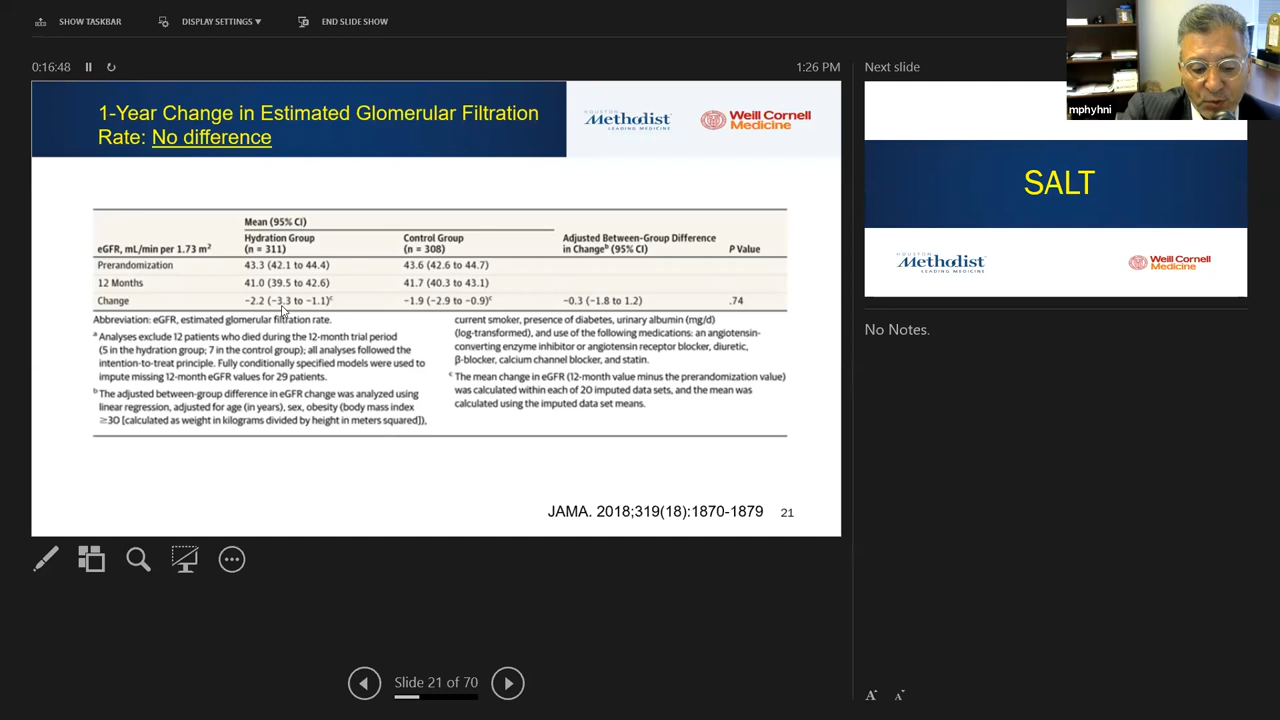 SHOW TASKBAR
DISPLAY SETTINGS ▼
END SLIDE SHOW
0:16:48
1:26 PM
Next slide
mphyhni
1-Year Change in Estimated Glomerular Filtration
Rate: No difference
HOUSTON
Methodist
LEADING MEDICINE
Weill Cornell
Medicine
Mean (95% CI)
eGFR, mL/min per 1.73 m² Hydration Group (n = 311) Control Group (n = 308) Adjusted Between-Group Difference in Changeᵇ (95% CI) P Value
Prerandomization 43.3 (42.1 to 44.4) 43.6 (42.6 to 44.7)
12 Months 41.0 (39.5 to 42.6) 41.7 (40.3 to 43.1)
Change −2.2 (−3.3 to −1.1)ᶜ −1.9 (−2.9 to −0.9)ᶜ −0.3 (−1.8 to 1.2) .74
Abbreviation: eGFR, estimated glomerular filtration rate.
ᵃ Analyses exclude 12 patients who died during the 12-month trial period
(5 in the hydration group; 7 in the control group); all analyses followed the
intention-to-treat principle. Fully conditionally specified models were used to
impute missing 12-month eGFR values for 29 patients.
ᵇ The adjusted between-group difference in eGFR change was analyzed using
linear regression, adjusted for age (in years), sex, obesity (body mass index
≥30 [calculated as weight in kilograms divided by height in meters squared]),
current smoker, presence of diabetes, urinary albumin (mg/d)
(log-transformed), and use of the following medications: an angiotensin-
converting enzyme inhibitor or angiotensin receptor blocker, diuretic,
β-blocker, calcium channel blocker, and statin.
ᶜ The mean change in eGFR (12-month value minus the prerandomization value)
was calculated within each of 20 imputed data sets, and the mean was
calculated using the imputed data set means.
JAMA. 2018;319(18):1870-1879
21
SALT
HOUSTON
Methodist
LEADING MEDICINE
Weill Cornell
Medicine
No Notes.
Slide 21 of 70
A
A